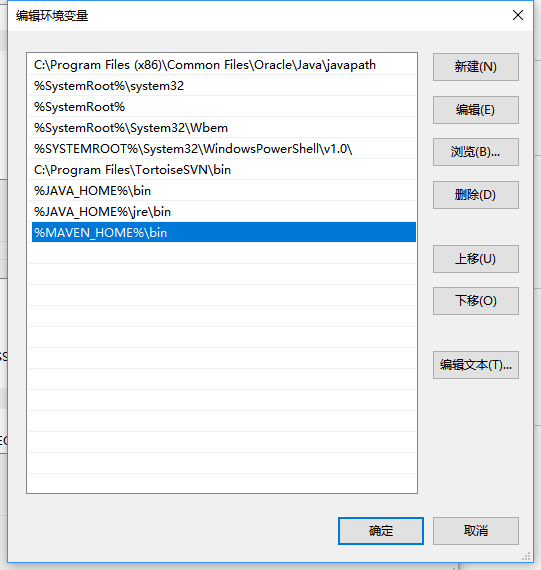 编辑环境变量
C:\Program Files (x86)\Common Files\Oracle\Java\javapath
%SystemRoot%\system32
%SystemRoot%
%SystemRoot%\System32\Wbem
%SYSTEMROOT%\System32\WindowsPowerShell\v1.0\
C:\Program Files\TortoiseSVN\bin
%JAVA_HOME%\bin
%JAVA_HOME%\jre\bin
%MAVEN_HOME%\bin
新建(N)
编辑(E)
浏览(B)...
删除(D)
上移(U)
下移(O)
编辑文本(T)...
确定
取消